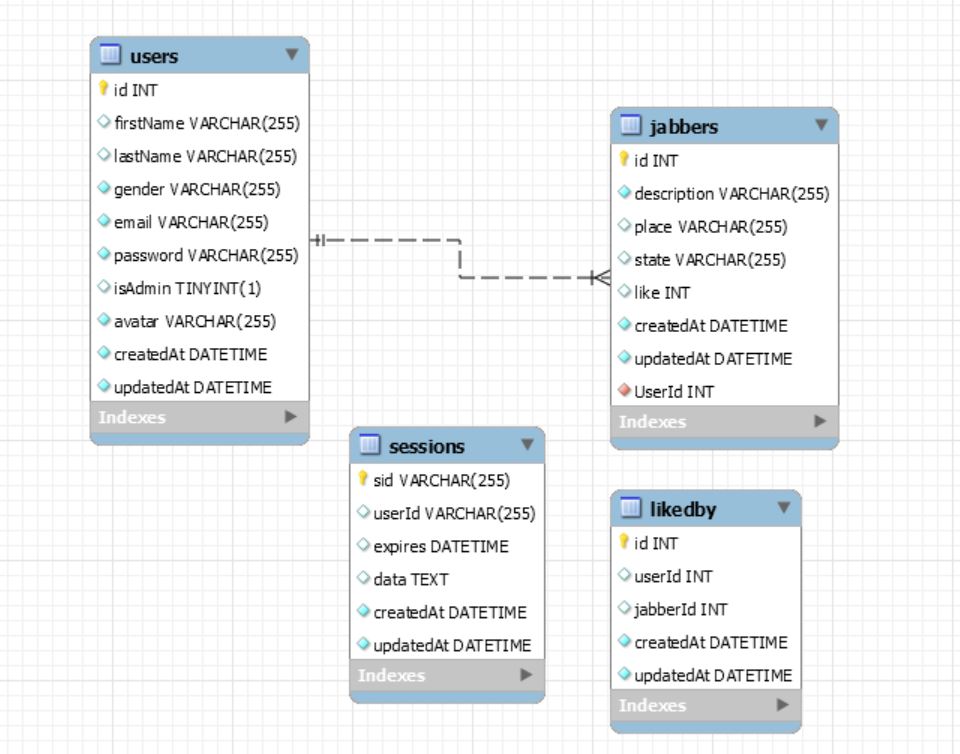 users
id INT
firstName VARCHAR(255)
lastName VARCHAR(255)
gender VARCHAR(255)
email VARCHAR(255)
password VARCHAR(255)
isAdmin TINYINT(1)
avatar VARCHAR(255)
createdAt DATETIME
updatedAt DATETIME
Indexes
jabbers
id INT
description VARCHAR(255)
place VARCHAR(255)
state VARCHAR(255)
like INT
createdAt DATETIME
updatedAt DATETIME
UserId INT
Indexes
sessions
sid VARCHAR(255)
userId VARCHAR(255)
expires DATETIME
data TEXT
createdAt DATETIME
updatedAt DATETIME
Indexes
likedby
id INT
userId INT
jabberId INT
createdAt DATETIME
updatedAt DATETIME
Indexes